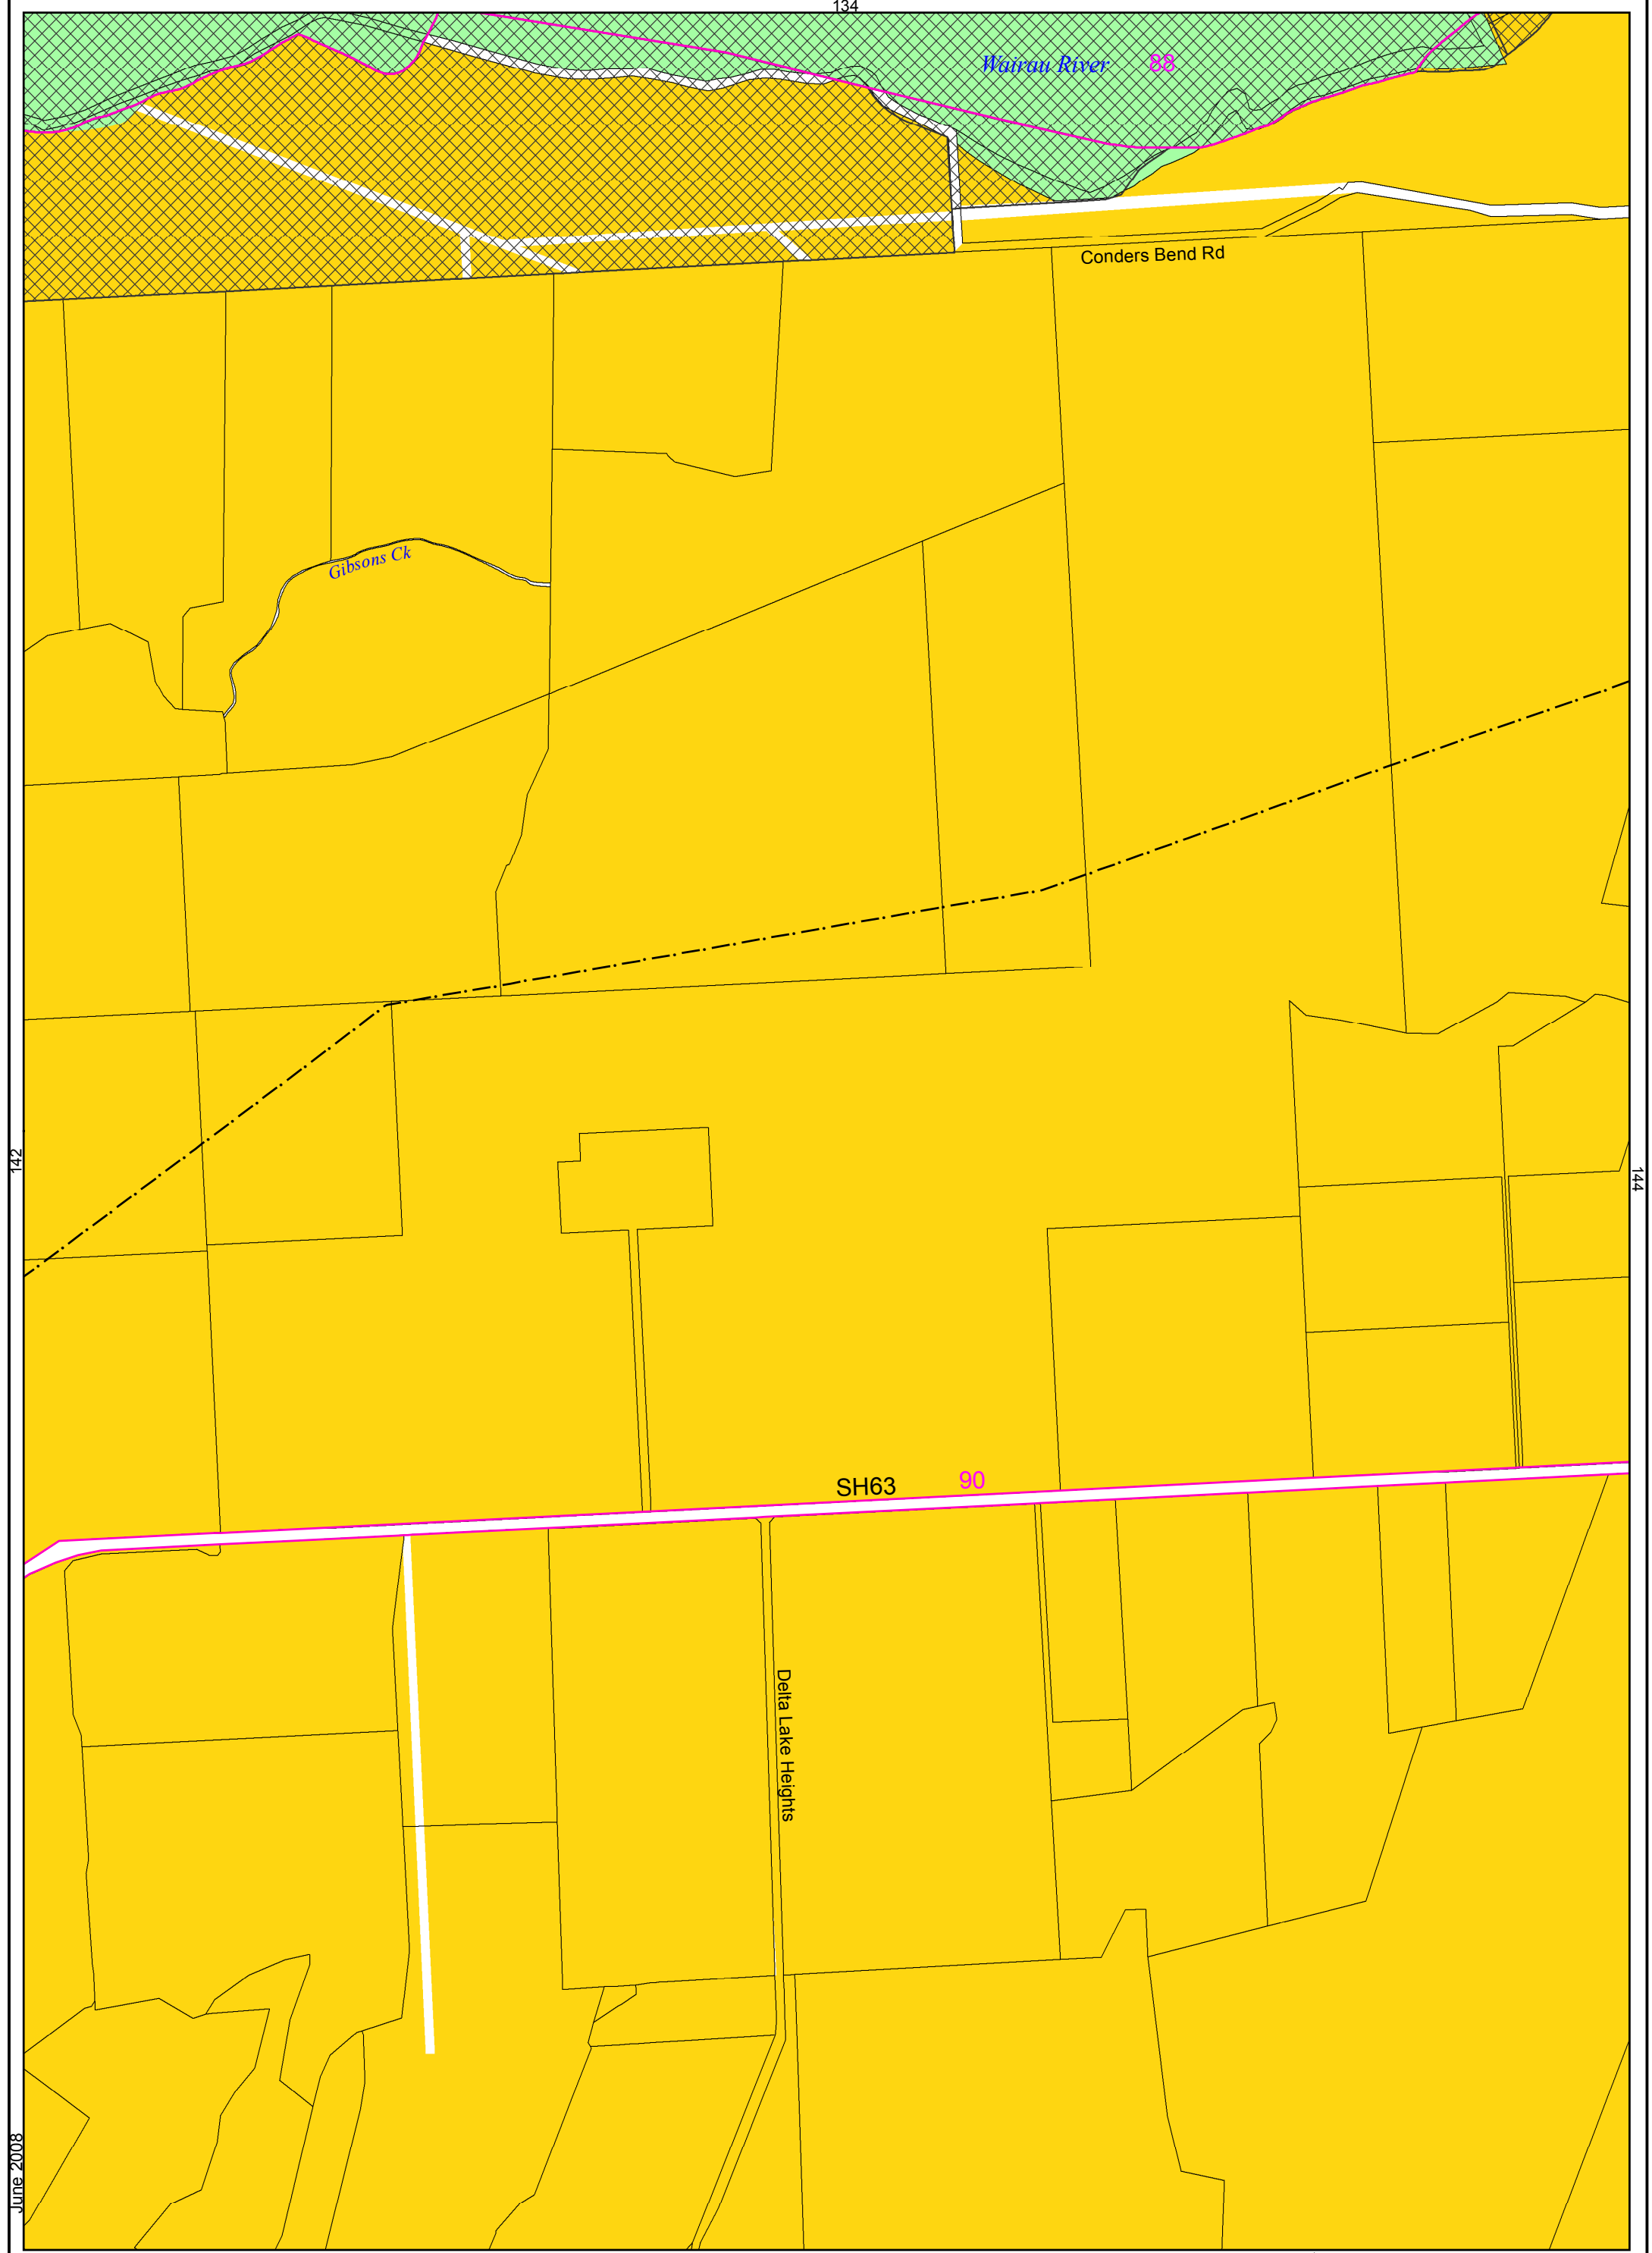 134
Wairau River 88
Conders Bend Rd
Gibsons Ck
142
144
SH63 90
Delta Lake Heights
June 2008